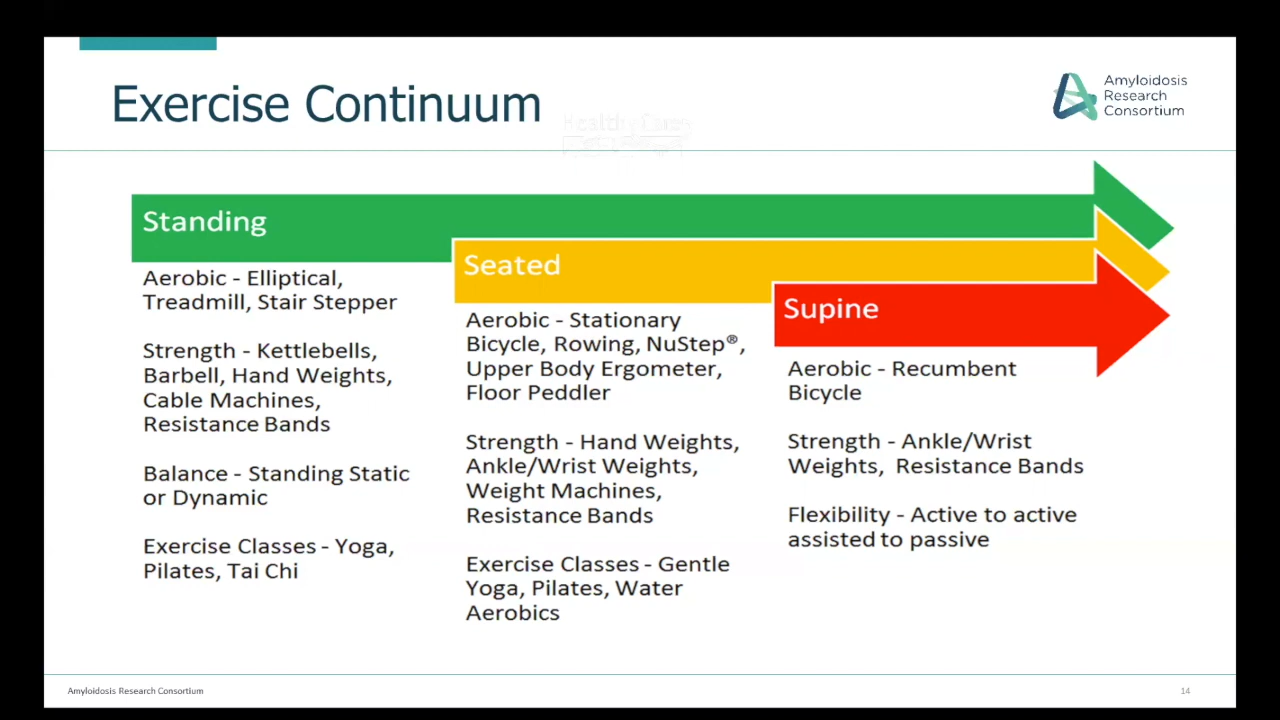 Exercise Continuum
Amyloidosis
Research
Consortium
Standing
Aerobic - Elliptical,
Treadmill, Stair Stepper
Strength - Kettlebells,
Barbell, Hand Weights,
Cable Machines,
Resistance Bands
Balance - Standing Static
or Dynamic
Exercise Classes - Yoga,
Pilates, Tai Chi
Seated
Aerobic - Stationary
Bicycle, Rowing, NuStep®,
Upper Body Ergometer,
Floor Peddler
Strength - Hand Weights,
Ankle/Wrist Weights,
Weight Machines,
Resistance Bands
Exercise Classes - Gentle
Yoga, Pilates, Water
Aerobics
Supine
Aerobic - Recumbent
Bicycle
Strength - Ankle/Wrist
Weights, Resistance Bands
Flexibility - Active to active
assisted to passive
Amyloidosis Research Consortium
14